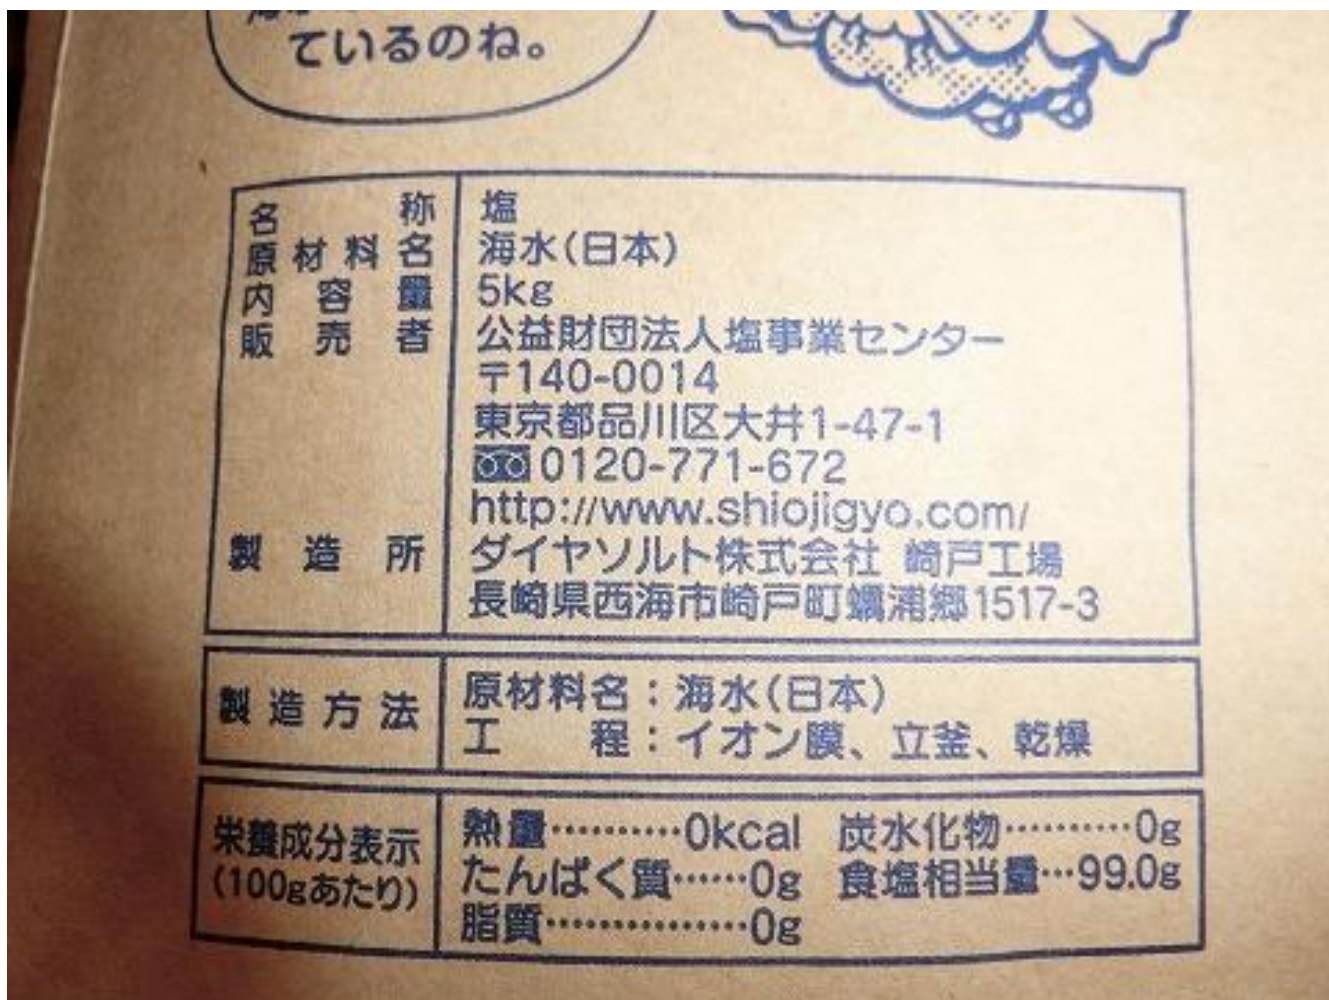 ているのね。
名称 塩
原材料名 海水(日本)
内容量 5kg
販売者 公益財団法人塩事業センター
〒140-0014
東京都品川区大井1-47-1
0120-771-672
http://www.shiojigyo.com/
製造所 ダイヤソルト株式会社 崎戸工場
長崎県西海市崎戸町蠣浦郷1517-3
製造方法 原材料名：海水(日本)
工程：イオン膜、立釜、乾燥
栄養成分表示
(100gあたり)
熱量…………0kcal 炭水化物…………0g
たんぱく質……0g 食塩相当量…99.0g
脂質……………0g